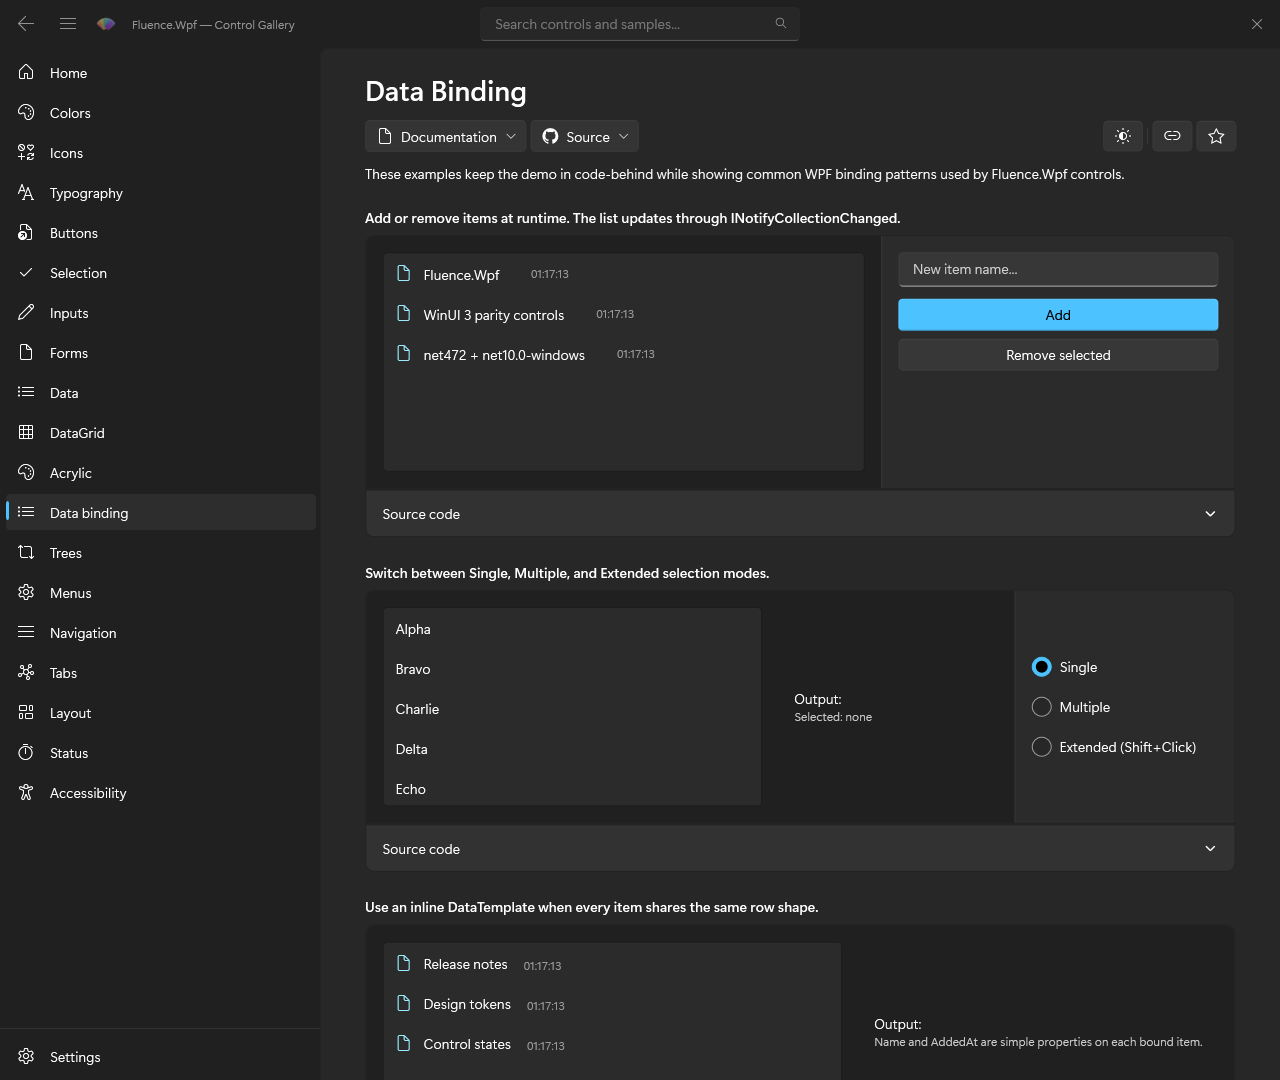 Fluence.Wpf — Control Gallery
Search controls and samples...
Home
Colors
Icons
Typography
Buttons
Selection
Inputs
Forms
Data
DataGrid
Acrylic
Data binding
Trees
Menus
Navigation
Tabs
Layout
Status
Accessibility
Settings
Data Binding
Documentation
Source
These examples keep the demo in code-behind while showing common WPF binding patterns used by Fluence.Wpf controls.
Add or remove items at runtime. The list updates through INotifyCollectionChanged.
Fluence.Wpf 01:17:13
WinUI 3 parity controls 01:17:13
net472 + net10.0-windows 01:17:13
New item name...
Add
Remove selected
Source code
Switch between Single, Multiple, and Extended selection modes.
Alpha
Bravo
Charlie
Delta
Echo
Output:
Selected: none
Single
Multiple
Extended (Shift+Click)
Source code
Use an inline DataTemplate when every item shares the same row shape.
Release notes 01:17:13
Design tokens 01:17:13
Control states 01:17:13
Output:
Name and AddedAt are simple properties on each bound item.